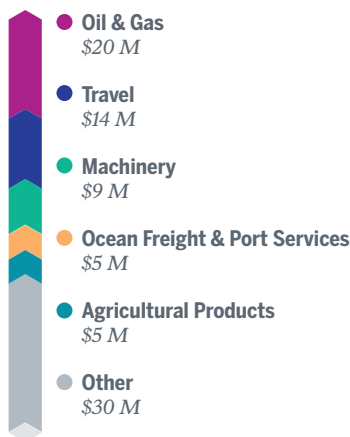 Oil & Gas
$20 M
Travel
$14 M
Machinery
$9 M
Ocean Freight & Port Services
$5 M
Agricultural Products
$5 M
Other
$30 M